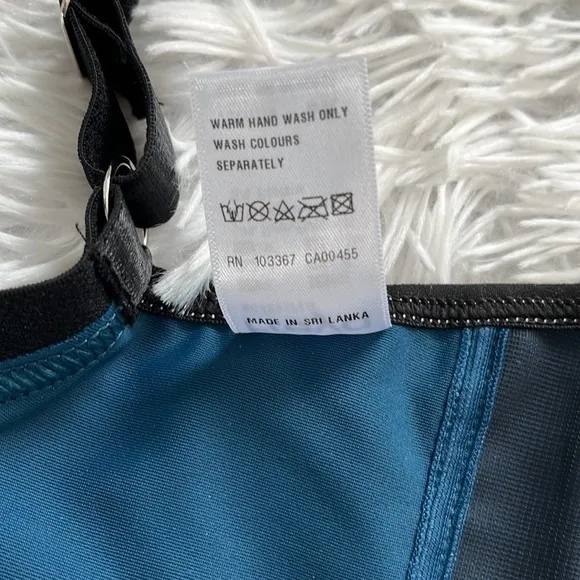 WARM HAND WASH ONLY
WASH COLOURS
SEPARATELY
RN 103367 CA00455
MADE IN SRI LANKA